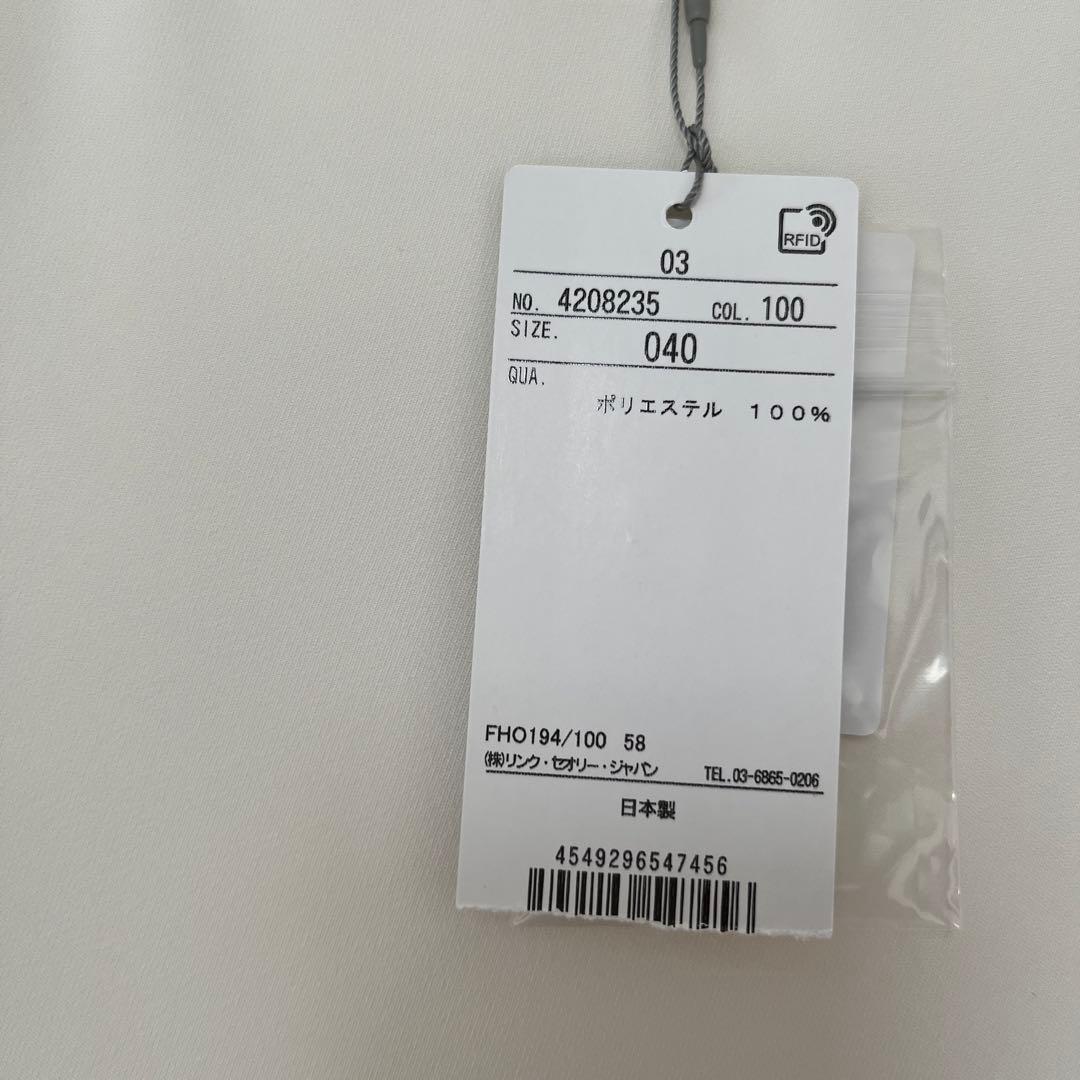 RFID
03
NO. 4208235 COL. 100
SIZE. 040
QUA.
ポリエステル 100%
FHO194/100 58
(株)リンク・セオリー・ジャパン TEL.03-6865-0206
日本製
4549296547456